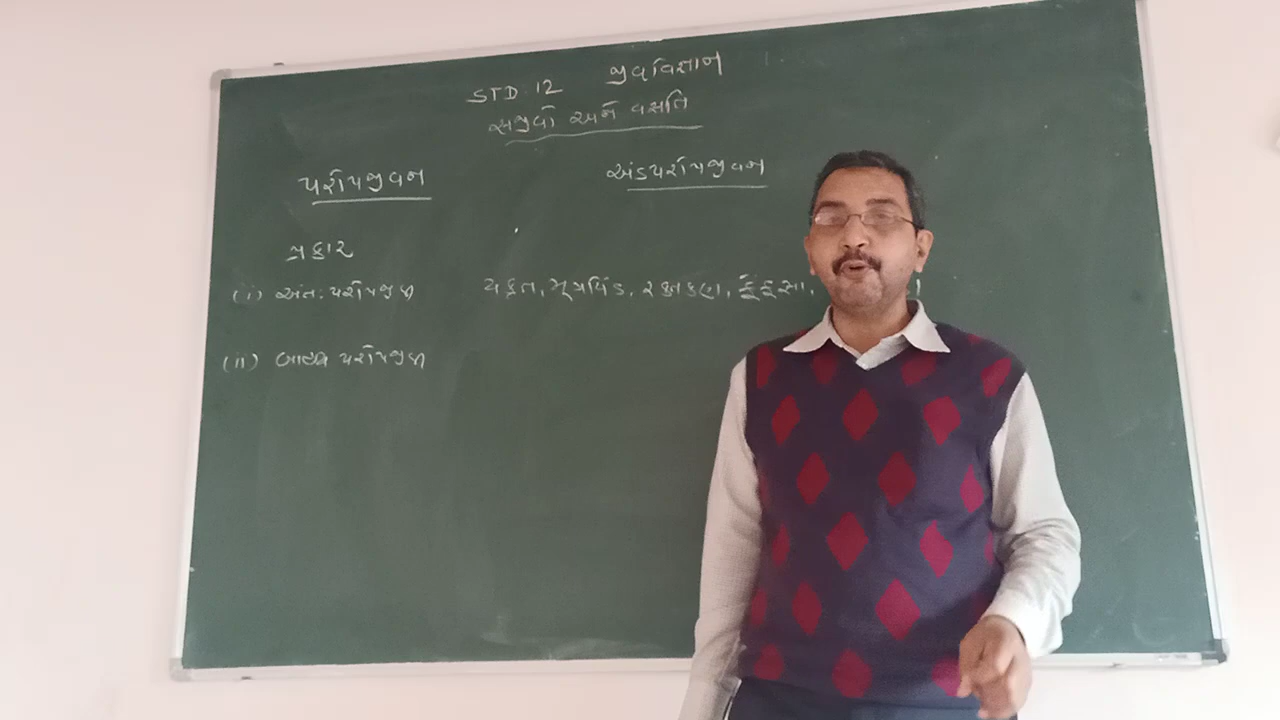 STD : 12 જીવવિજ્ઞાન
સજીવો અને વસતિ
પરોપજીવન અંડપરોપજીવન
પ્રકાર
(i) અંતઃપરોપજીવી યકૃત, મૂત્રપિંડ, રક્તકણ, ફુફ્ફુસા,
(ii) બાહ્ય પરોપજીવી